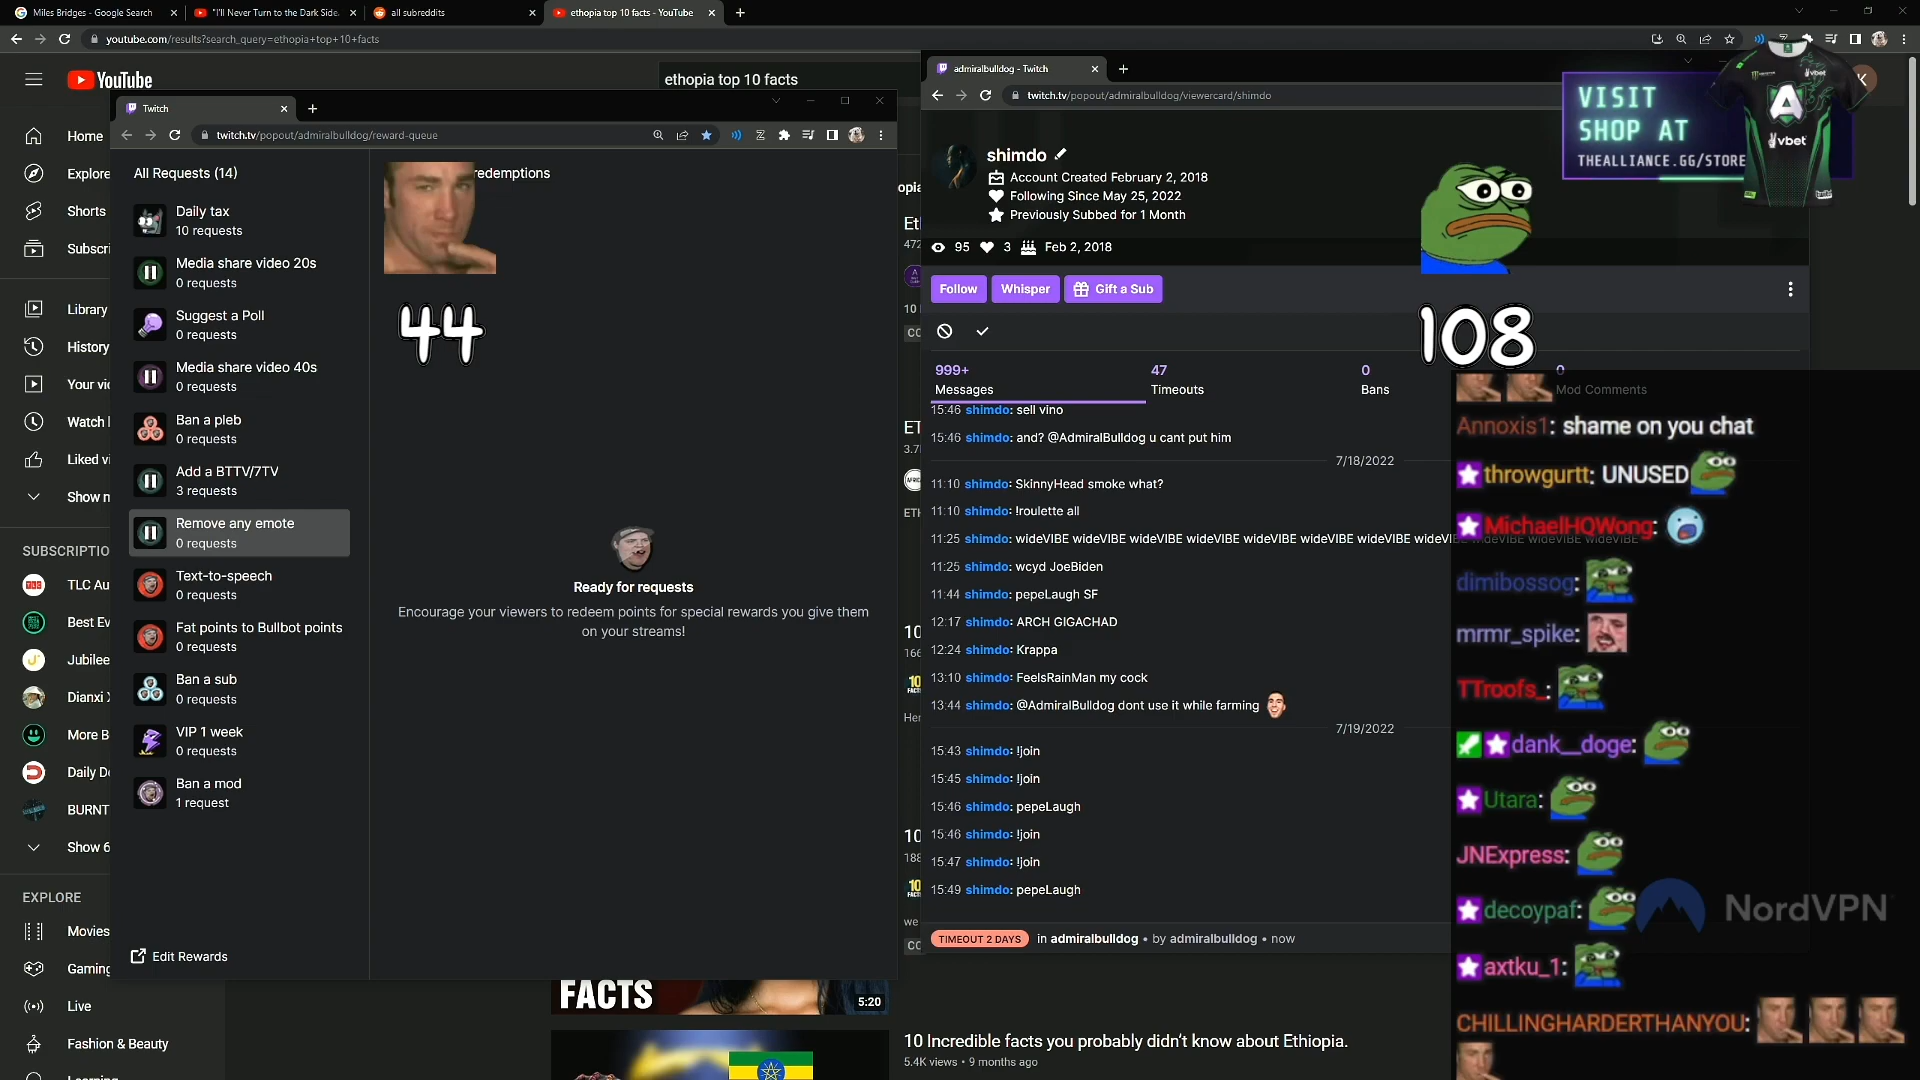 Miles Bridges - Google Search
"I'll Never Turn to the Dark Side.
all subreddits
ethopia top 10 facts - YouTube
youtube.com/results?search_query=ethopia+top+10+facts
YouTube
ethopia top 10 facts
Home
Explore
Shorts
Subscri
Library
History
Your vi
Watch l
Liked vi
Show m
SUBSCRIPTIO
TLC Au
Best Ev
Jubilee
Dianxi
More B
Daily Do
BURNT
Show 6
EXPLORE
Movies
Gaming
Live
Fashion & Beauty
Twitch
twitch.tv/popout/admiralbulldog/reward-queue
All Requests (14)
redemptions
Daily tax
10 requests
Media share video 20s
0 requests
Suggest a Poll
0 requests
Media share video 40s
0 requests
Ban a pleb
0 requests
Add a BTTV/7TV
3 requests
Remove any emote
0 requests
Text-to-speech
0 requests
Fat points to Bullbot points
0 requests
Ban a sub
0 requests
VIP 1 week
0 requests
Ban a mod
1 request
Edit Rewards
44
Ready for requests
Encourage your viewers to redeem points for special rewards you give them
on your streams!
FACTS
5:20
10 Incredible facts you probably didn't know about Ethiopia.
5.4K views • 9 months ago
admiralbulldog - Twitch
twitch.tv/popout/admiralbulldog/viewercard/shimdo
shimdo
Account Created February 2, 2018
Following Since May 25, 2022
Previously Subbed for 1 Month
95 3 Feb 2, 2018
Follow Whisper Gift a Sub
999+
Messages
47
Timeouts
0
Bans
0
Mod Comments
15:46 shimdo: sell vino
15:46 shimdo: and? @AdmiralBulldog u cant put him
7/18/2022
11:10 shimdo: SkinnyHead smoke what?
11:10 shimdo: !roulette all
11:25 shimdo: wideVIBE wideVIBE wideVIBE wideVIBE wideVIBE wideVIBE wideVIBE wideVIBE wideVIBE wideVIBE wideVIBE
11:25 shimdo: wcyd JoeBiden
11:44 shimdo: pepeLaugh SF
12:17 shimdo: ARCH GIGACHAD
12:24 shimdo: Krappa
13:10 shimdo: FeelsRainMan my cock
13:44 shimdo: @AdmiralBulldog dont use it while farming
7/19/2022
15:43 shimdo: !join
15:45 shimdo: !join
15:46 shimdo: pepeLaugh
15:46 shimdo: !join
15:47 shimdo: !join
15:49 shimdo: pepeLaugh
TIMEOUT 2 DAYS in admiralbulldog • by admiralbulldog • now
VISIT
SHOP AT
THEALLIANCE.GG/STORE
vbet
108
Annoxis1: shame on you chat
throwgurtt: UNUSED
MichaelHQWong:
dimibossog:
mrmr_spike:
TTroofs_:
dank__doge:
Utara:
JNExpress:
decoypaf:
NordVPN
axtku_1:
CHILLINGHARDERTHANYOU: